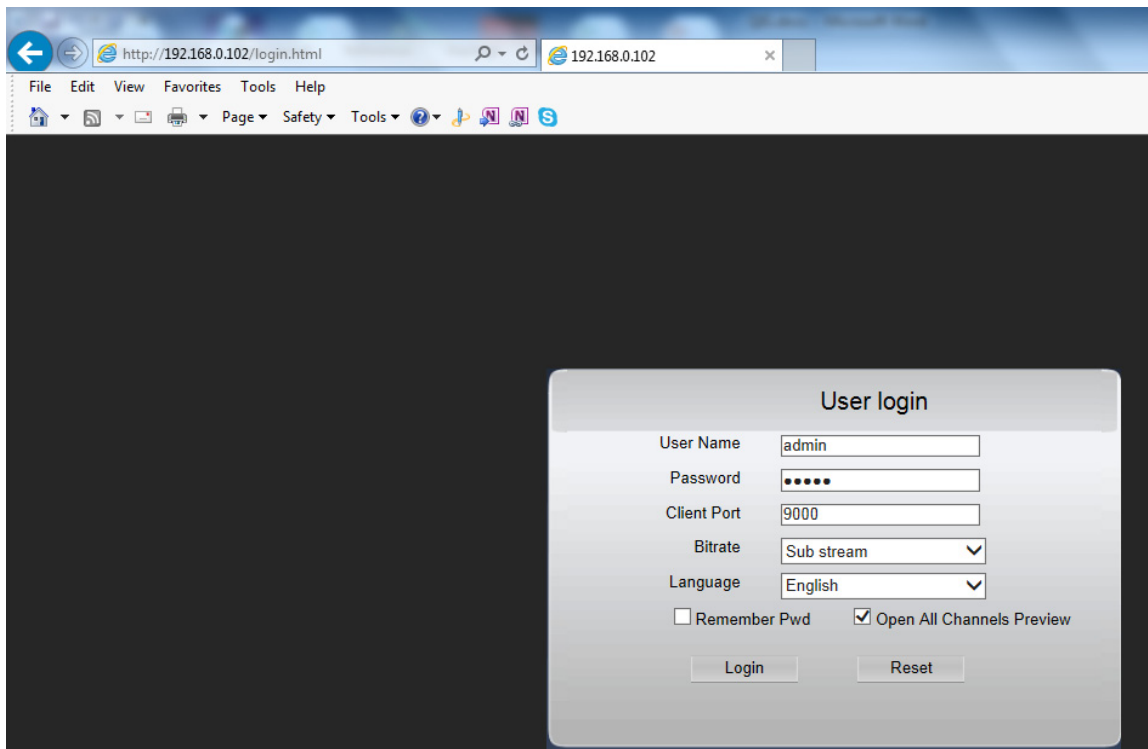 http://192.168.0.102/login.html
192.168.0.102
File Edit View Favorites Tools Help
Page Safety Tools
User login
User Name admin
Password •••••
Client Port 9000
Bitrate Sub stream
Language English
Remember Pwd Open All Channels Preview
Login Reset